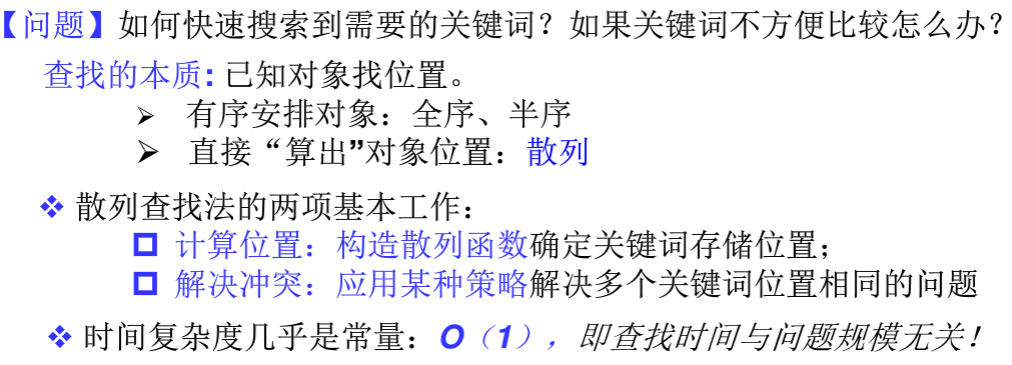 【问题】如何快速搜索到需要的关键词？如果关键词不方便比较怎么办？
查找的本质：已知对象找位置。
➢ 有序安排对象：全序、半序
➢ 直接“算出”对象位置：散列
❖ 散列查找法的两项基本工作：
❑ 计算位置：构造散列函数确定关键词存储位置；
❑ 解决冲突：应用某种策略解决多个关键词位置相同的问题
❖ 时间复杂度几乎是常量：O（1），即查找时间与问题规模无关！